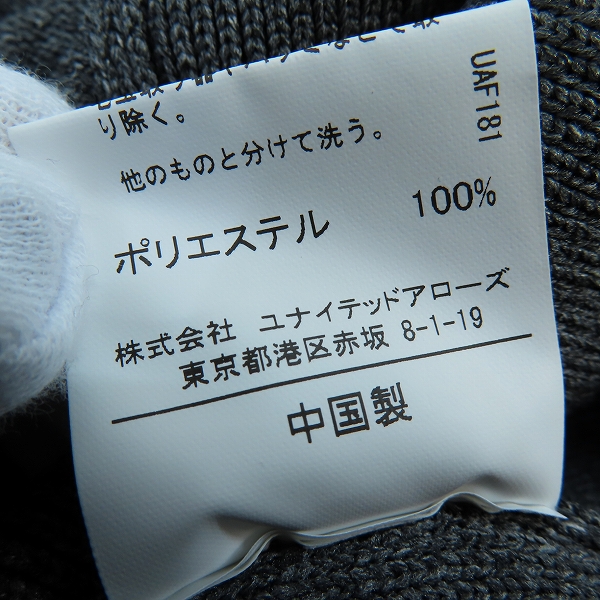 り除く。
他のものと分けて洗う。
ポリエステル 100%
株式会社 ユナイテッドアローズ
東京都港区赤坂 8-1-19
中国製
UAF181